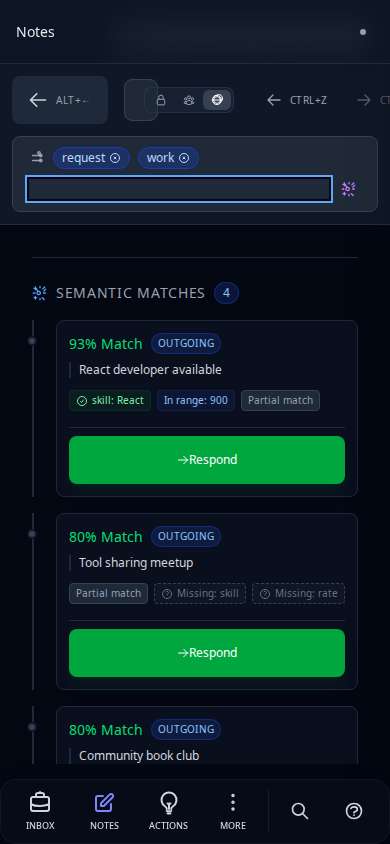 Notes
ALT+←
CTRL+Z
request
work
SEMANTIC MATCHES 4
93% Match OUTGOING
React developer available
skill: React In range: 900 Partial match
→Respond
80% Match OUTGOING
Tool sharing meetup
Partial match Missing: skill Missing: rate
→Respond
80% Match OUTGOING
Community book club
INBOX NOTES ACTIONS MORE